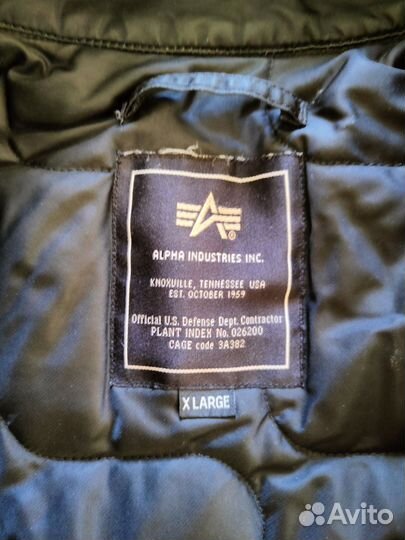 ALPHA INDUSTRIES INC.
KNOXVILLE, TENNESSEE USA
EST. OCTOBER 1959
Official U.S. Defense Dept. Contractor
PLANT INDEX No. 026200
CAGE code 3A382
X LARGE
Avito